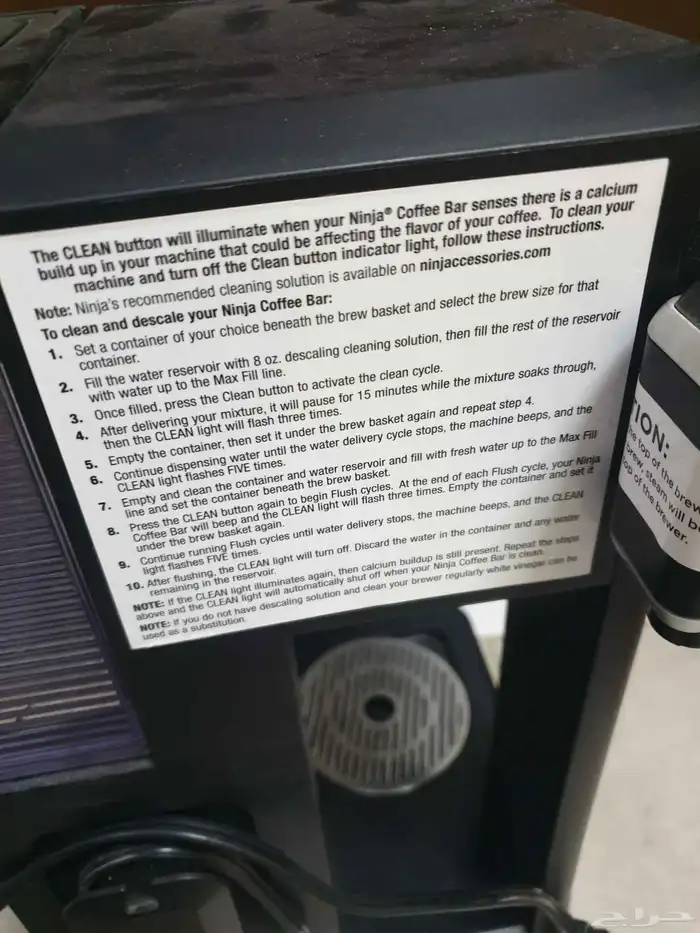 The CLEAN button will illuminate when your Ninja® Coffee Bar senses there is a calcium
build up in your machine that could be affecting the flavor of your coffee. To clean your
machine and turn off the Clean button indicator light, follow these instructions.
Note: Ninja's recommended cleaning solution is available on ninjaccessories.com
To clean and descale your Ninja Coffee Bar:
1. Set a container of your choice beneath the brew basket and select the brew size for that
container.
2. Fill the water reservoir with 8 oz. descaling cleaning solution, then fill the rest of the reservoir
with water up to the Max Fill line.
3. Once filled, press the Clean button to activate the clean cycle.
4. After delivering your mixture, it will pause for 15 minutes while the mixture soaks through,
then the CLEAN light will flash three times.
5. Empty the container, then set it under the brew basket again and repeat step 4.
6. Continue dispensing water until the water delivery cycle stops, the machine beeps, and the
CLEAN light flashes FIVE times.
7. Empty and clean the container and water reservoir and fill with fresh water up to the Max Fill
line and set the container beneath the brew basket.
8. Press the CLEAN button again to begin Flush cycles. At the end of each Flush cycle, your Ninja
Coffee Bar will beep and the CLEAN light will flash three times. Empty the container and set it
under the brew basket again.
9. Continue running Flush cycles until water delivery stops, the machine beeps, and the CLEAN
light flashes FIVE times.
10. After flushing, the CLEAN light will turn off. Discard the water in the container and any water
remaining in the reservoir.
NOTE: If the CLEAN light illuminates again, then calcium buildup is still present. Repeat the steps
above and the CLEAN light will automatically shut off when your Ninja Coffee Bar is clean.
NOTE: If you do not have descaling solution and clean your brewer regularly white vinegar can be
used as a substitution.
TION:
he top of the brew
brew steam will b
top of the brewer.
حراج